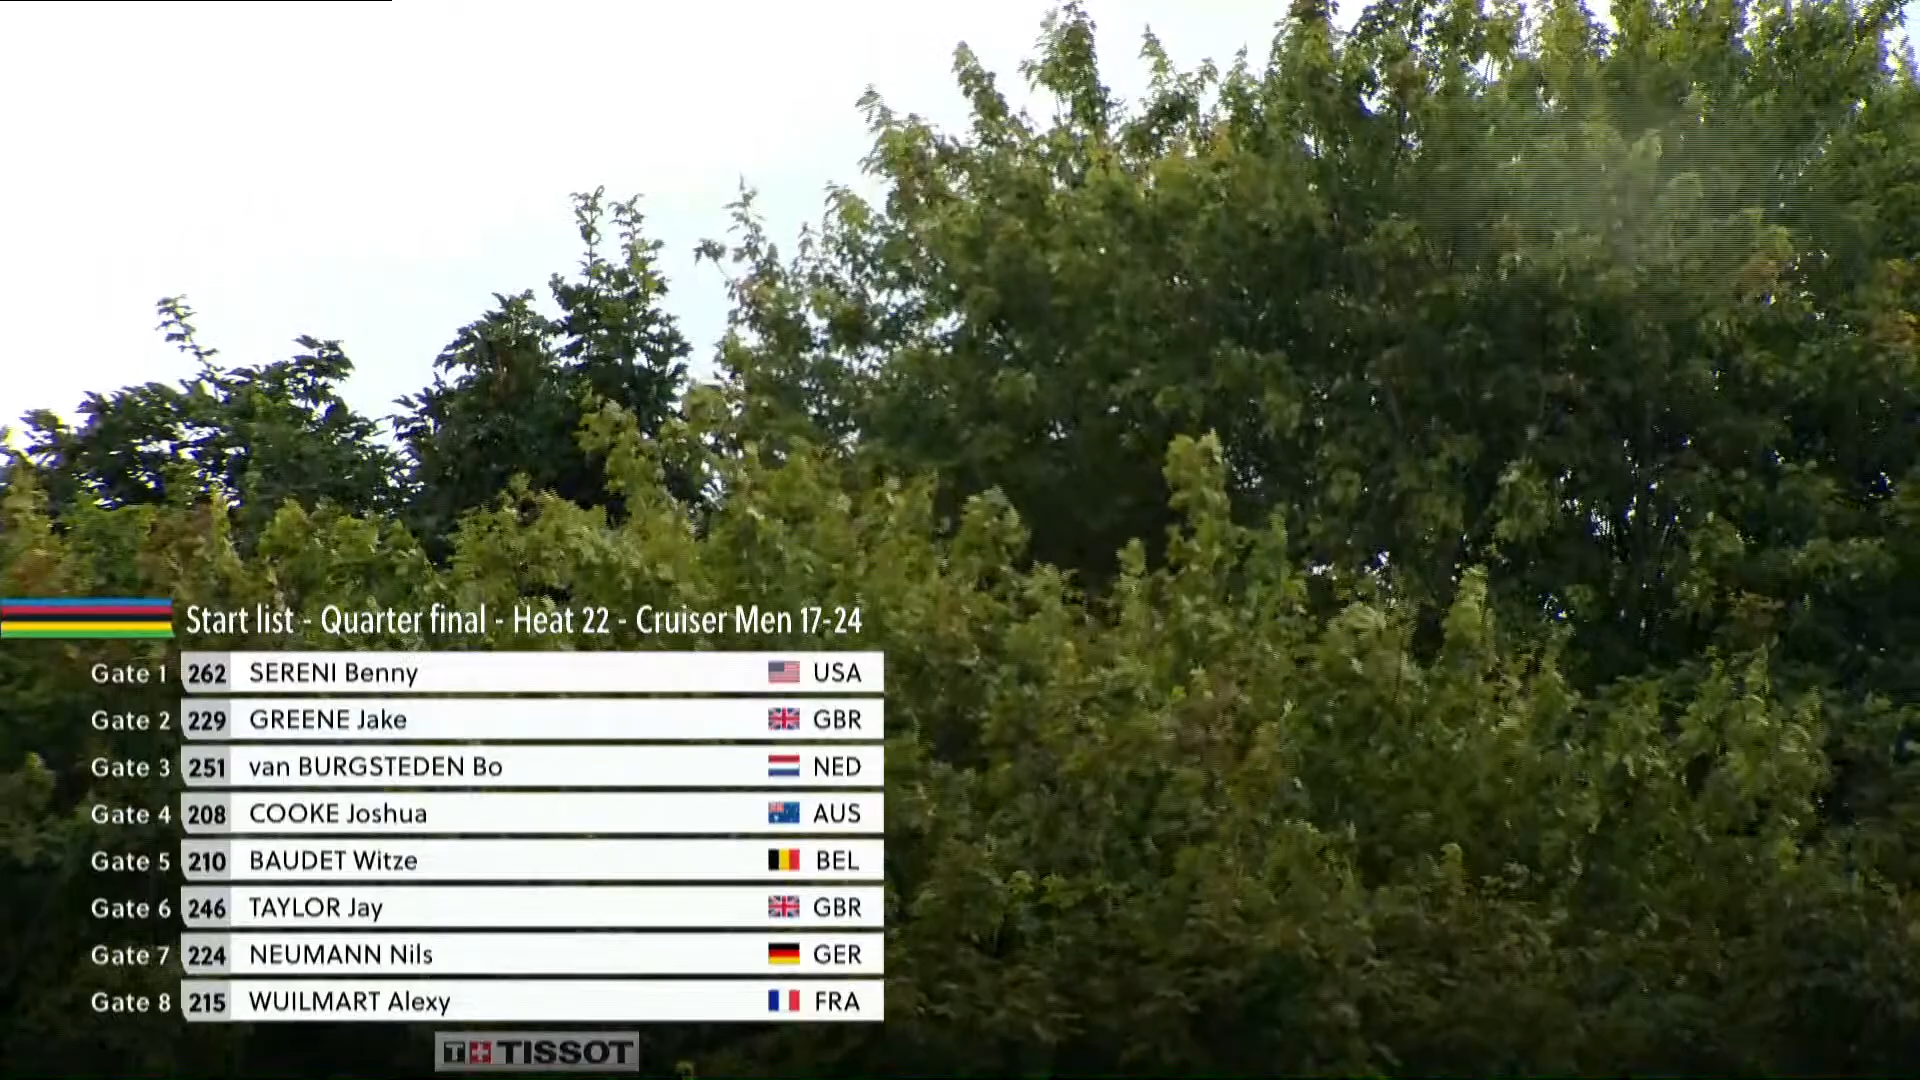 Start list - Quarter final - Heat 22 - Cruiser Men 17-24
Gate 1 262 SERENI Benny USA
Gate 2 229 GREENE Jake GBR
Gate 3 251 van BURGSTEDEN Bo NED
Gate 4 208 COOKE Joshua AUS
Gate 5 210 BAUDET Witze BEL
Gate 6 246 TAYLOR Jay GBR
Gate 7 224 NEUMANN Nils GER
Gate 8 215 WUILMART Alexy FRA
T+ TISSOT